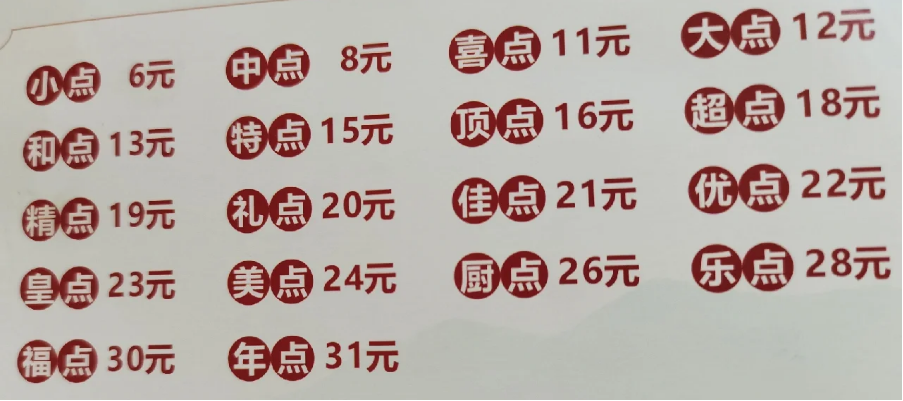 小点 6元 中点 8元 喜点 11元 大点 12元
和点 13元 特点 15元 顶点 16元 超点 18元
精点 19元 礼点 20元 佳点 21元 优点 22元
皇点 23元 美点 24元 厨点 26元 乐点 28元
福点 30元 年点 31元